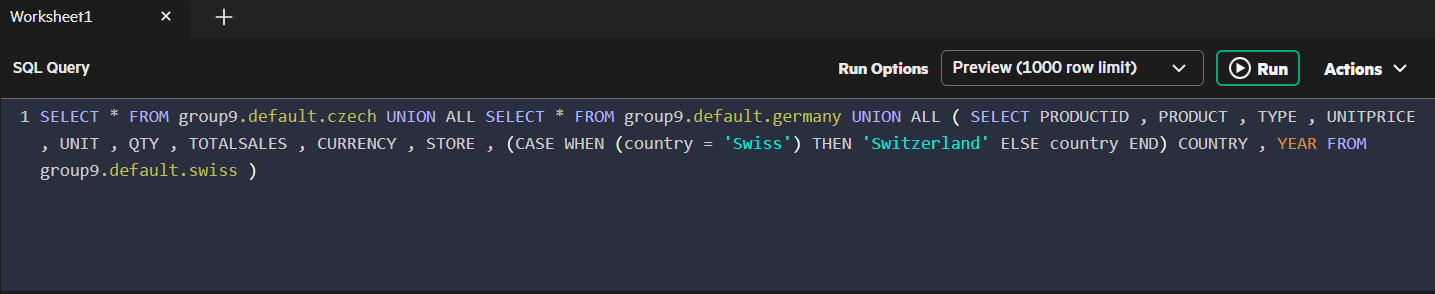 Worksheet1 × +
SQL Query Run Options Preview (1000 row limit) Run Actions
1 SELECT * FROM group9.default.czech UNION ALL SELECT * FROM group9.default.germany UNION ALL ( SELECT PRODUCTID , PRODUCT , TYPE , UNITPRICE
, UNIT , QTY , TOTALSALES , CURRENCY , STORE , (CASE WHEN (country = 'Swiss') THEN 'Switzerland' ELSE country END) COUNTRY , YEAR FROM
group9.default.swiss )